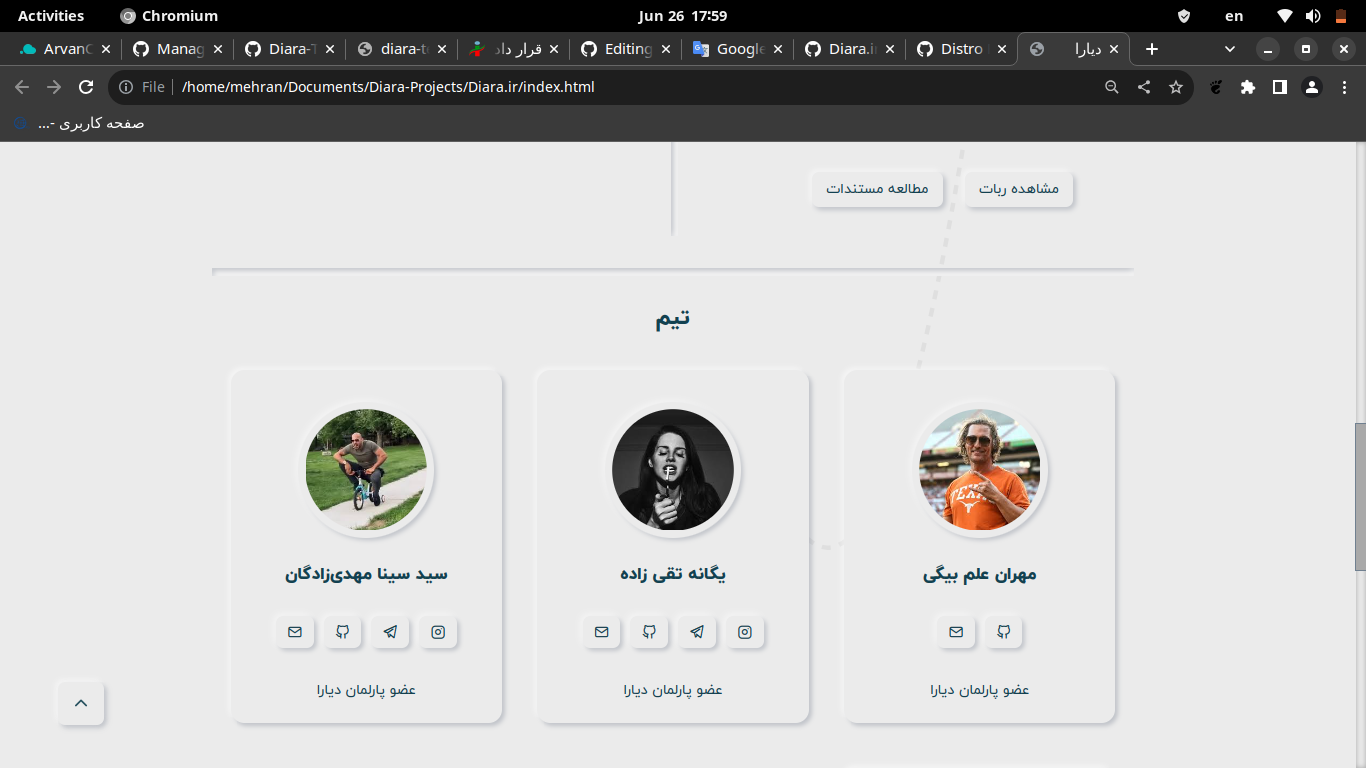 Activities Chromium Jun 26 17:59 en
ArvanC Manag Diara-T diara-te قرار داد Editing Google Diara.ir Distro دیارا
File /home/mehran/Documents/Diara-Projects/Diara.ir/index.html
صفحه کاربری -...
مشاهده ربات مطالعه مستندات
تیم
TEXAS
مهران علم بیگی یگانه تقی زاده سید سینا مهدی‌زادگان
عضو پارلمان دیارا عضو پارلمان دیارا عضو پارلمان دیارا